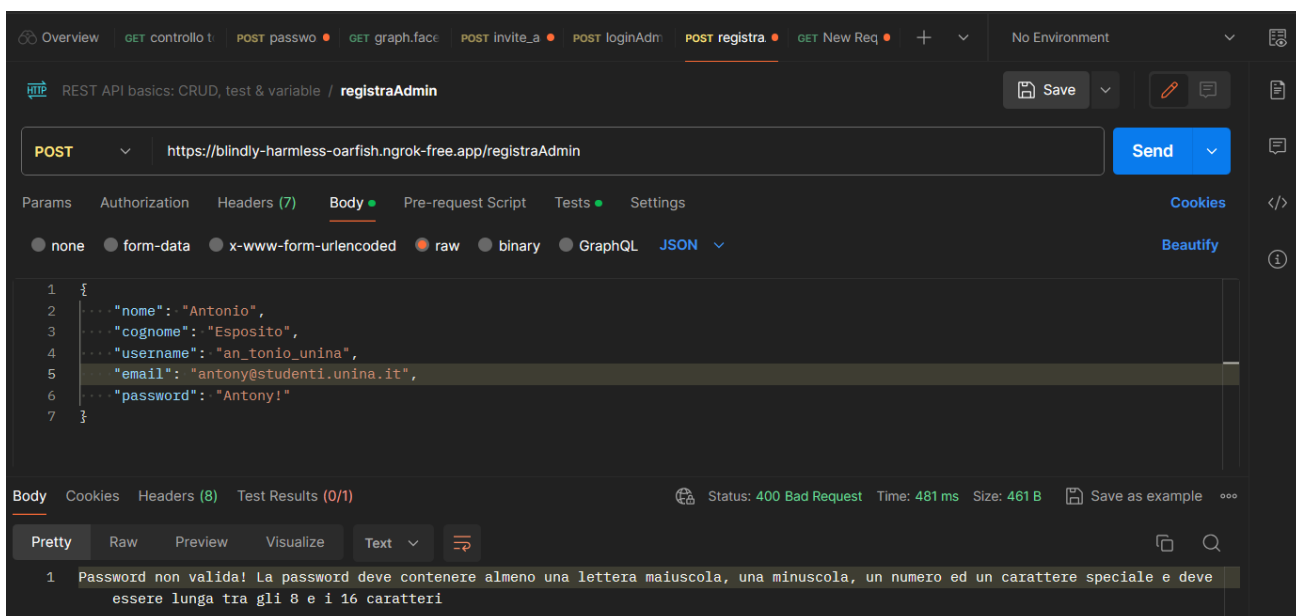 Overview GET controllo t POST passwo GET graph.face POST invite_a POST loginAdm POST registra. GET New Req No Environment
HTTP REST API basics: CRUD, test & variable / registraAdmin Save
POST https://blindly-harmless-oarfish.ngrok-free.app/registraAdmin Send
Params Authorization Headers (7) Body Pre-request Script Tests Settings Cookies
none form-data x-www-form-urlencoded raw binary GraphQL JSON Beautify
1 {
2 "nome": "Antonio",
3 "cognome": "Esposito",
4 "username": "an_tonio_unina",
5 "email": "antony@studenti.unina.it",
6 "password": "Antony!"
7 }
Body Cookies Headers (8) Test Results (0/1) Status: 400 Bad Request Time: 481 ms Size: 461 B Save as example
Pretty Raw Preview Visualize Text
1 Password non valida! La password deve contenere almeno una lettera maiuscola, una minuscola, un numero ed un carattere speciale e deve
essere lunga tra gli 8 e i 16 caratteri